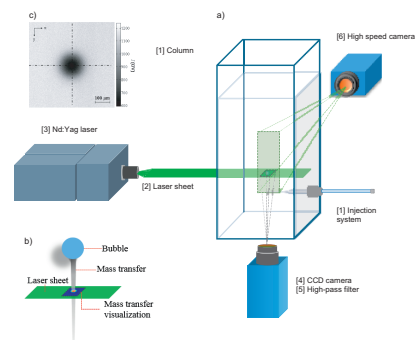 c)
a)
[6] High speed camera
[1] Column
100 µm
[3] Nd:Yag laser
[2] Laser sheet
[1] Injection
system
b)
Bubble
Mass transfer
Laser sheet
Mass transfer
visualization
[4] CCD camera
[5] High-pass filter